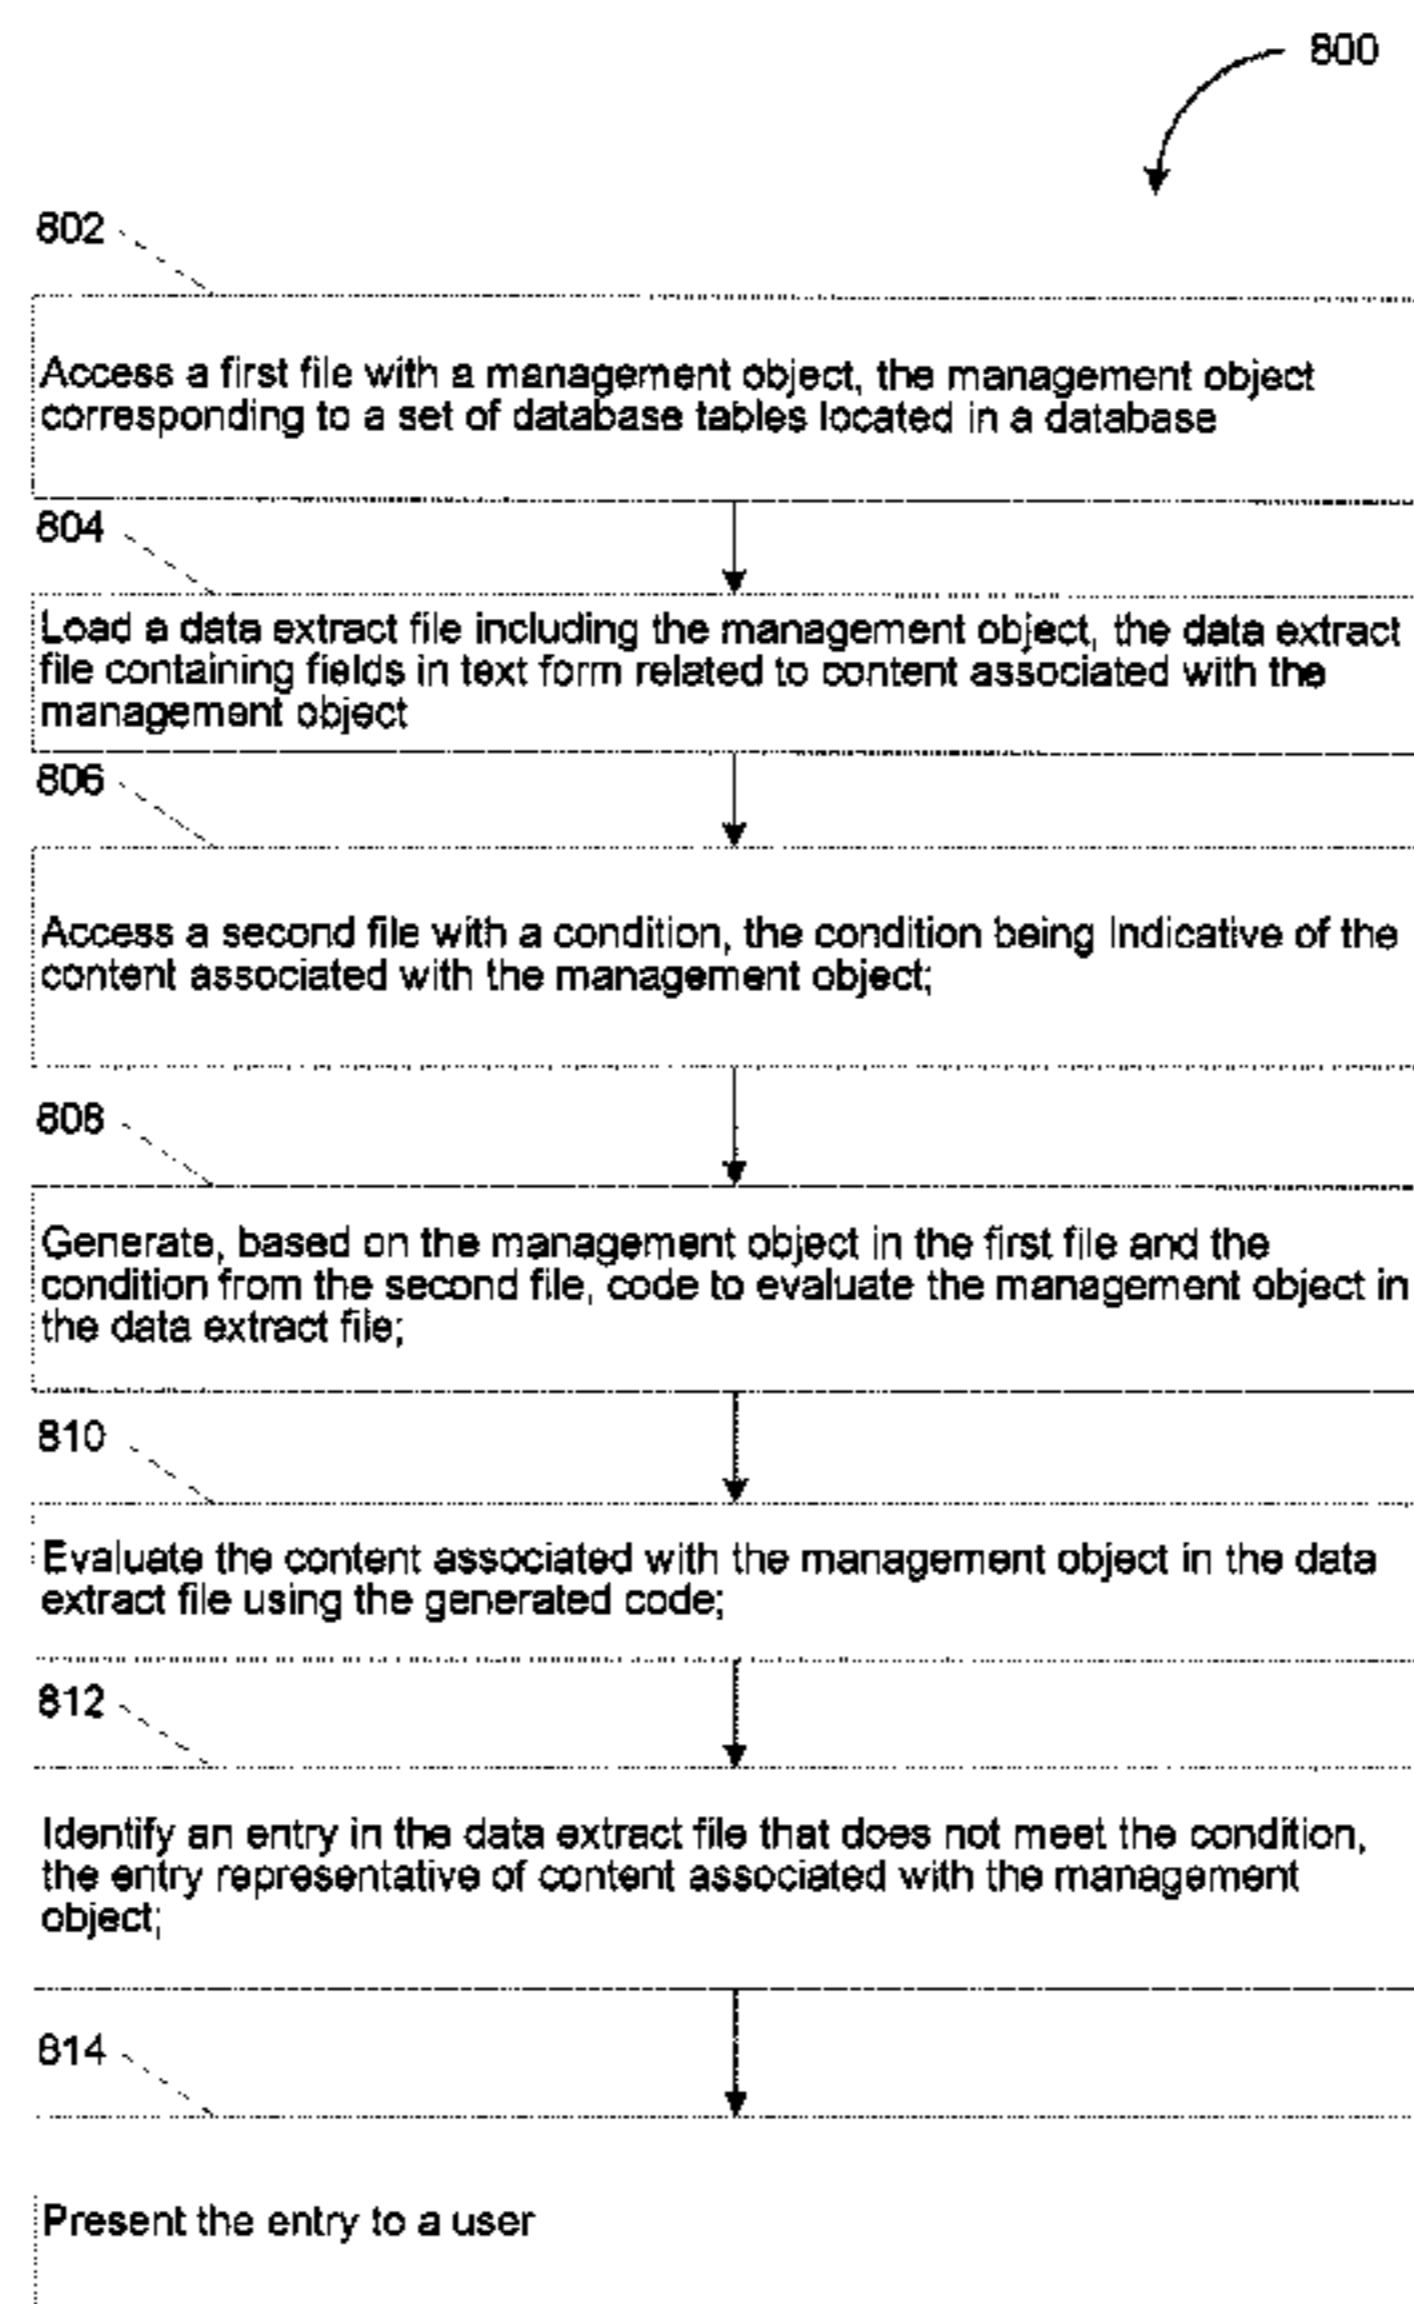 800
802
Access a first file with a management object, the management object
corresponding to a set of database tables located in a database
804
Load a data extract file including the management object, the data extract
file containing fields in text form related to content associated with the
management object
806
Access a second file with a condition, the condition being Indicative of the
content associated with the management object;
808
Generate, based on the management object in the first file and the
condition from the second file, code to evaluate the management object in
the data extract file;
810
Evaluate the content associated with the management object in the data
extract file using the generated code;
812
Identify an entry in the data extract file that does not meet the condition,
the entry representative of content associated with the management
object;
814
Present the entry to a user